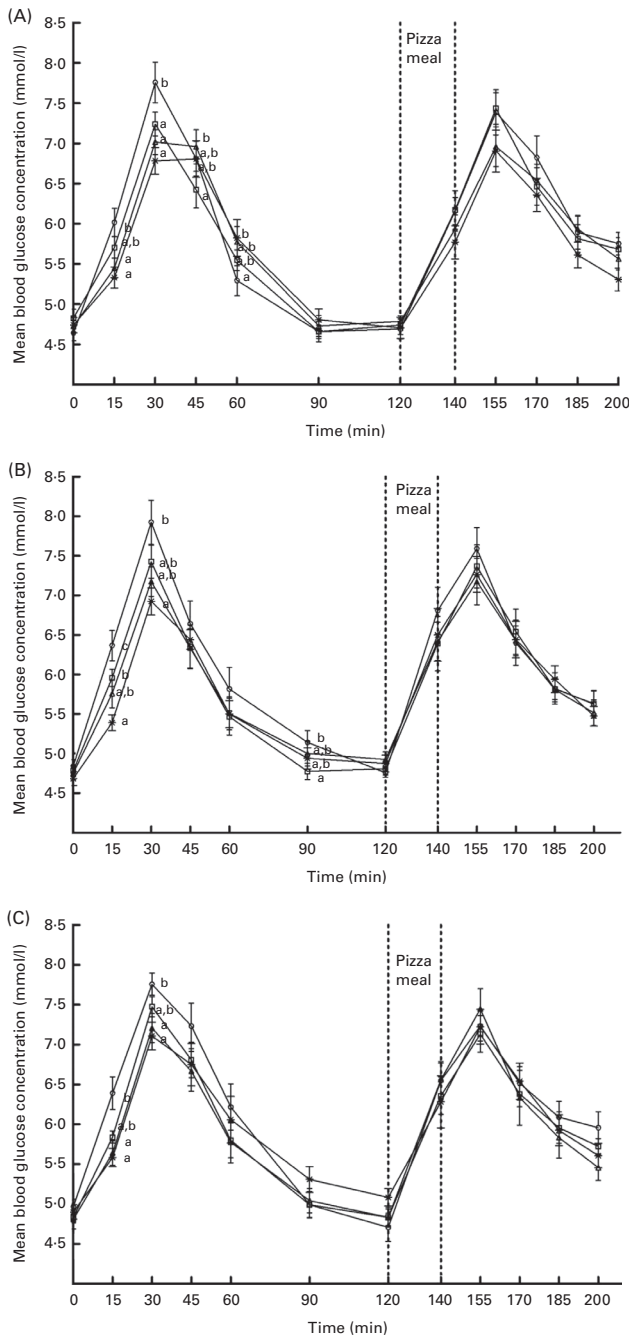 (A)
Mean blood glucose concentration (mmol/l)
8·5
8·0
7·5
7·0
6·5
6·0
5·5
5·0
4·5
Pizza
meal
b
a,b
a
a
b
a
a
a
b
a,b
a,b
a
b
a,b
a,b
a
0 15 30 45 60 90 120 140 155 170 185 200
Time (min)
(B)
Mean blood glucose concentration (mmol/l)
8·5
8·0
7·5
7·0
6·5
6·0
5·5
5·0
4·5
Pizza
meal
c
b
a,b
a
b
a,b
a,b
a
b
a,b
a,b
a
0 15 30 45 60 90 120 140 155 170 185 200
Time (min)
(C)
Mean blood glucose concentration (mmol/l)
8·5
8·0
7·5
7·0
6·5
6·0
5·5
5·0
4·5
Pizza
meal
b
a,b
a
a
b
a,b
a
a
0 15 30 45 60 90 120 140 155 170 185 200
Time (min)